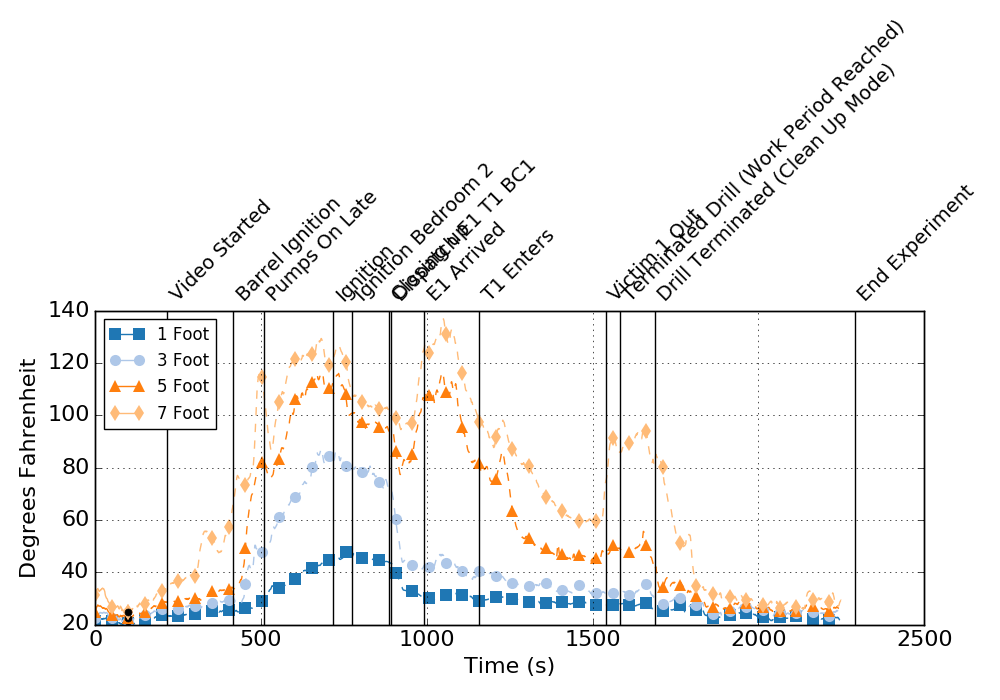 Video Started
Barrel Ignition
Pumps On Late
Ignition
Ignition Bedroom 2
Dispatch E1 T1 BC1
E1 Arrived
T1 Enters
Victim 1 Out
Terminated Drill (Work Period Reached)
Drill Terminated (Clean Up Mode)
End Experiment
140
120
100
80
60
40
20
1 Foot
3 Foot
5 Foot
7 Foot
Degrees Fahrenheit
0
500
1000
1500
2000
2500
Time (s)